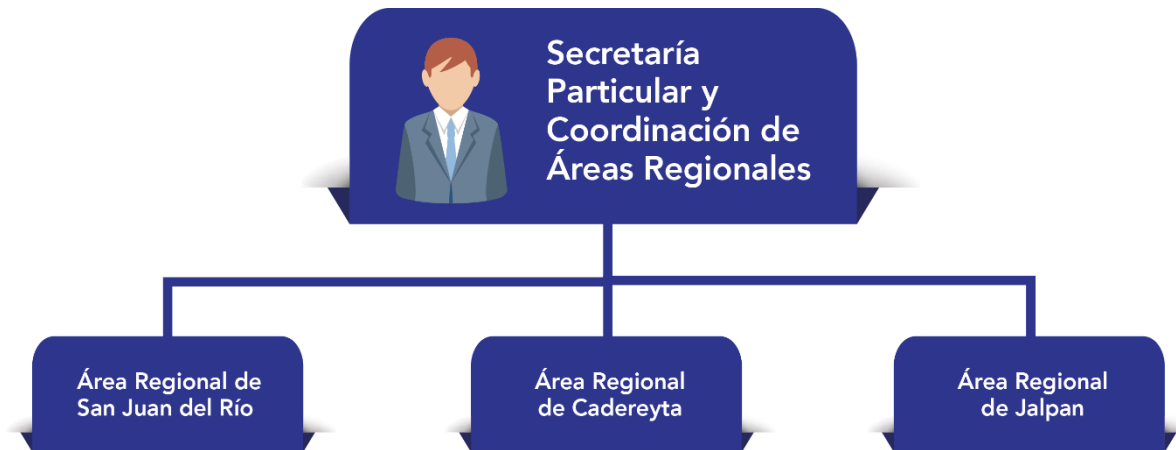 Secretaría
Particular y
Coordinación de
Áreas Regionales
Área Regional de
San Juan del Río
Área Regional
de Cadereyta
Área Regional
de Jalpan